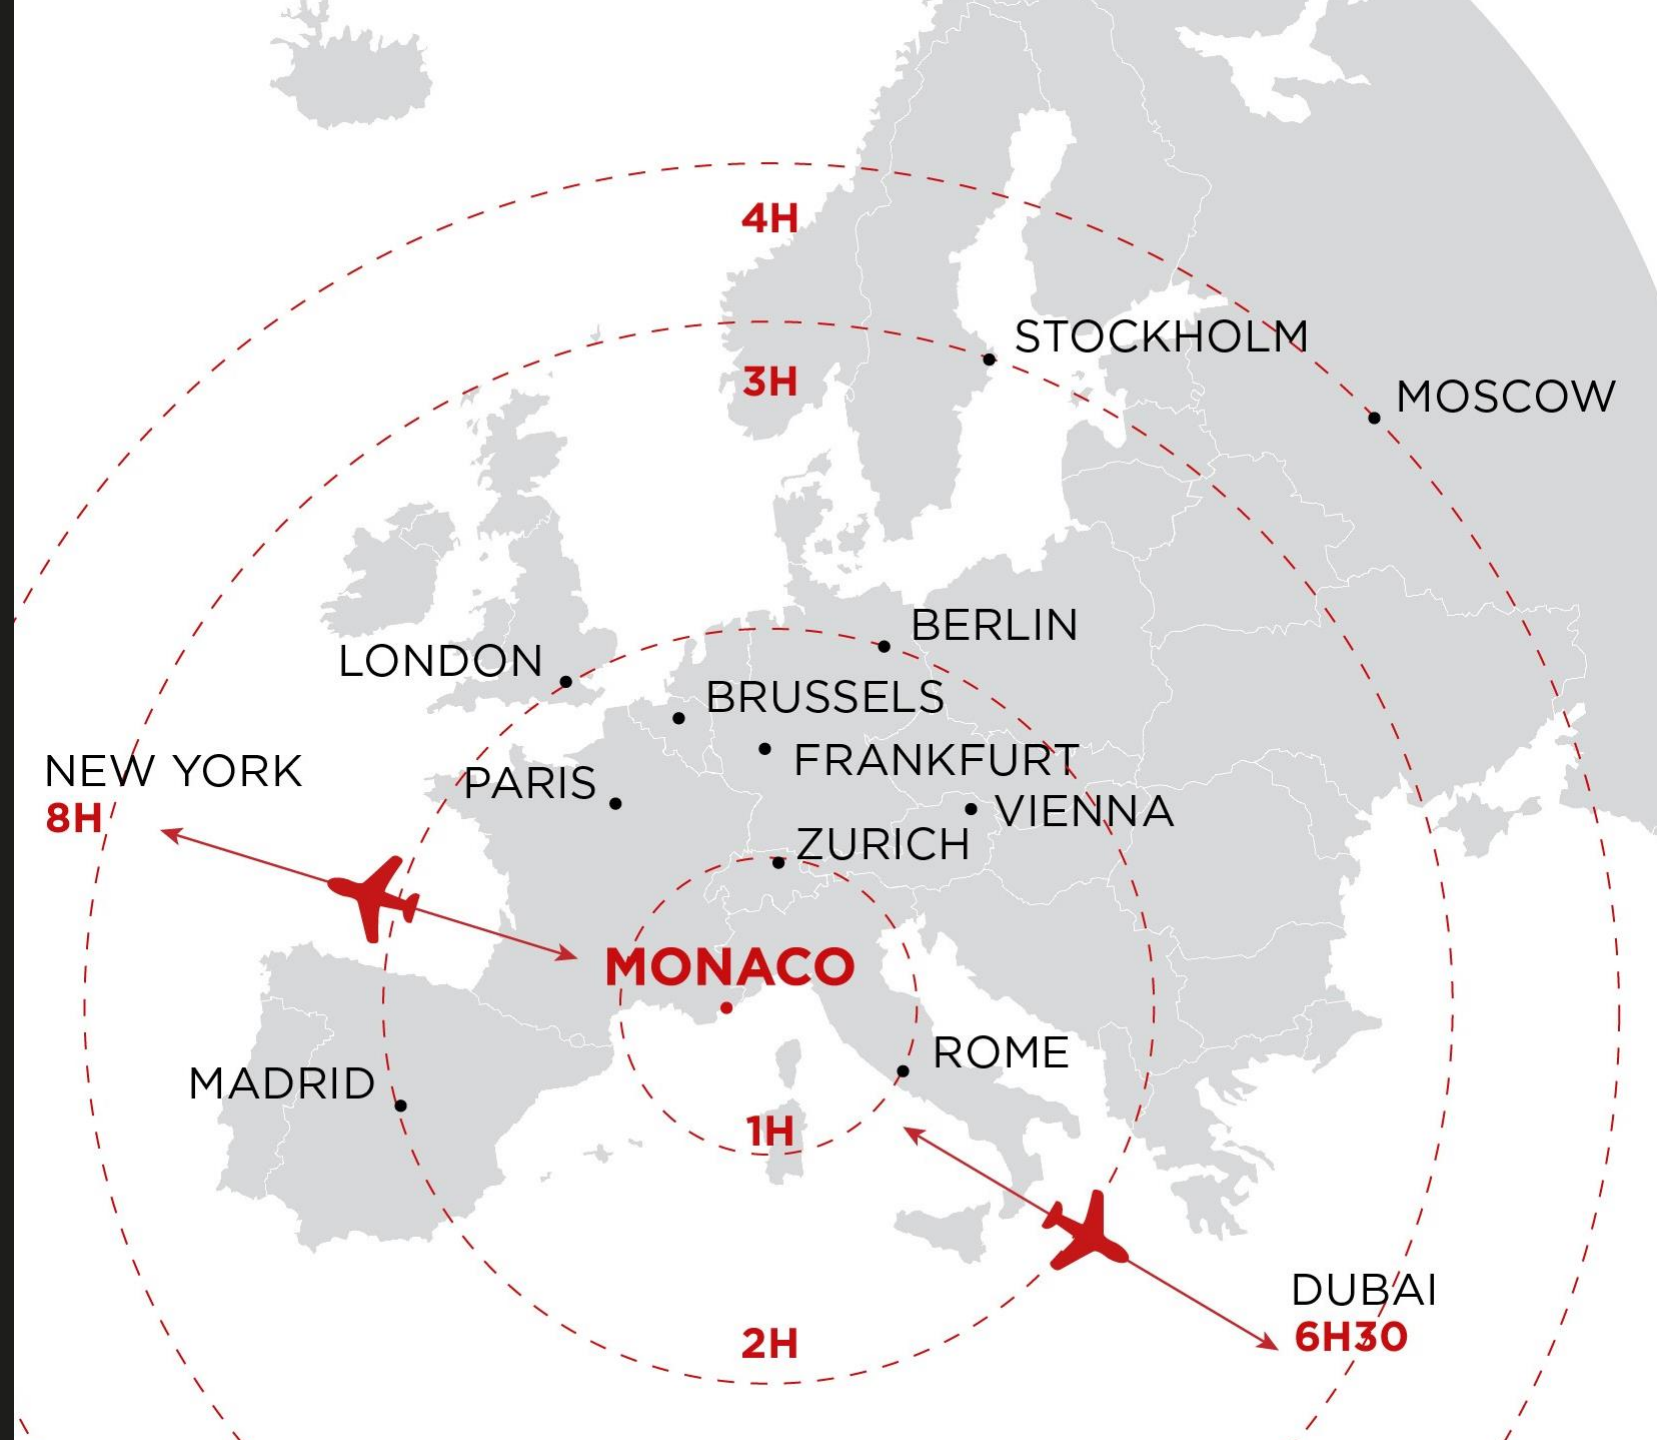 4H
3H
STOCKHOLM
MOSCOW
BERLIN
LONDON
BRUSSELS
FRANKFURT
NEW YORK
8H
PARIS
VIENNA
ZURICH
MONACO
ROME
MADRID
1H
DUBAI
6H30
2H